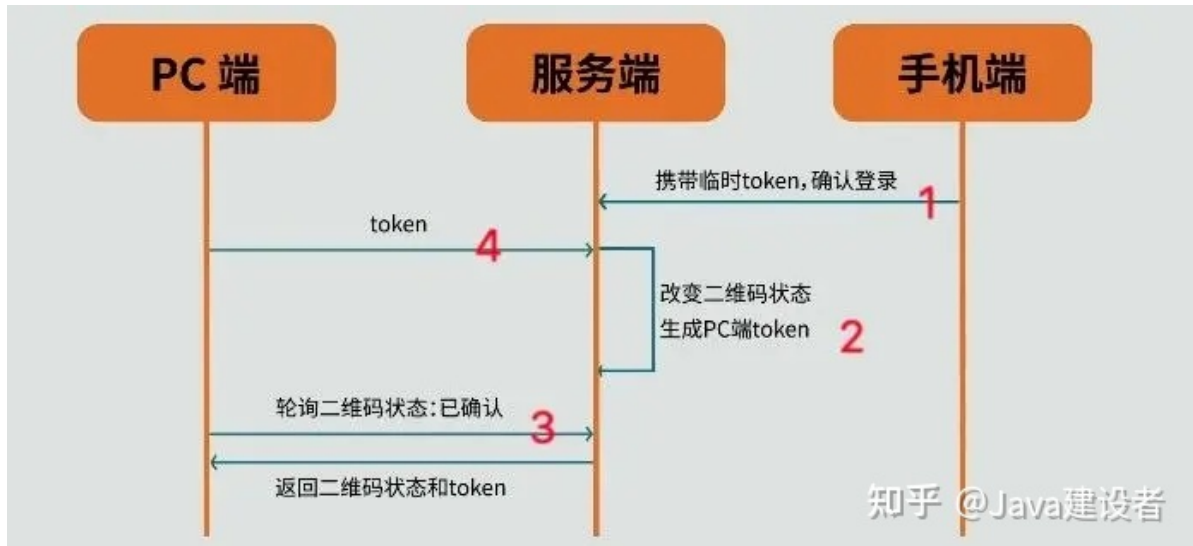 PC 端
服务端
手机端
携带临时token,确认登录
1
token
4
改变二维码状态
生成PC端token
2
轮询二维码状态:已确认
3
返回二维码状态和token
知乎 @Java建设者